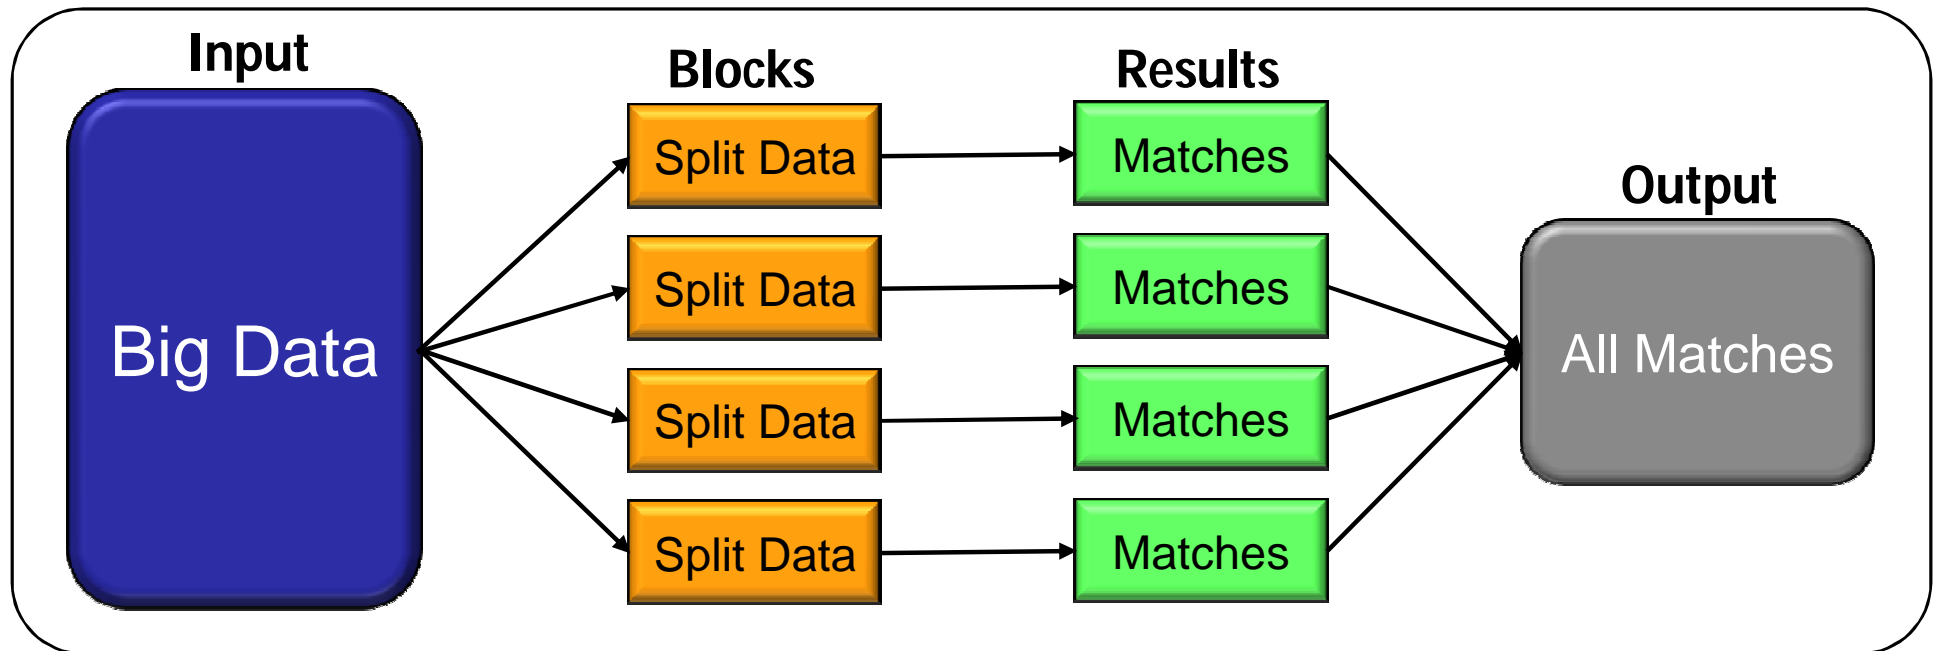 Input
Blocks
Results
Output
Big Data
Split Data
Split Data
Split Data
Split Data
Matches
Matches
Matches
Matches
All Matches